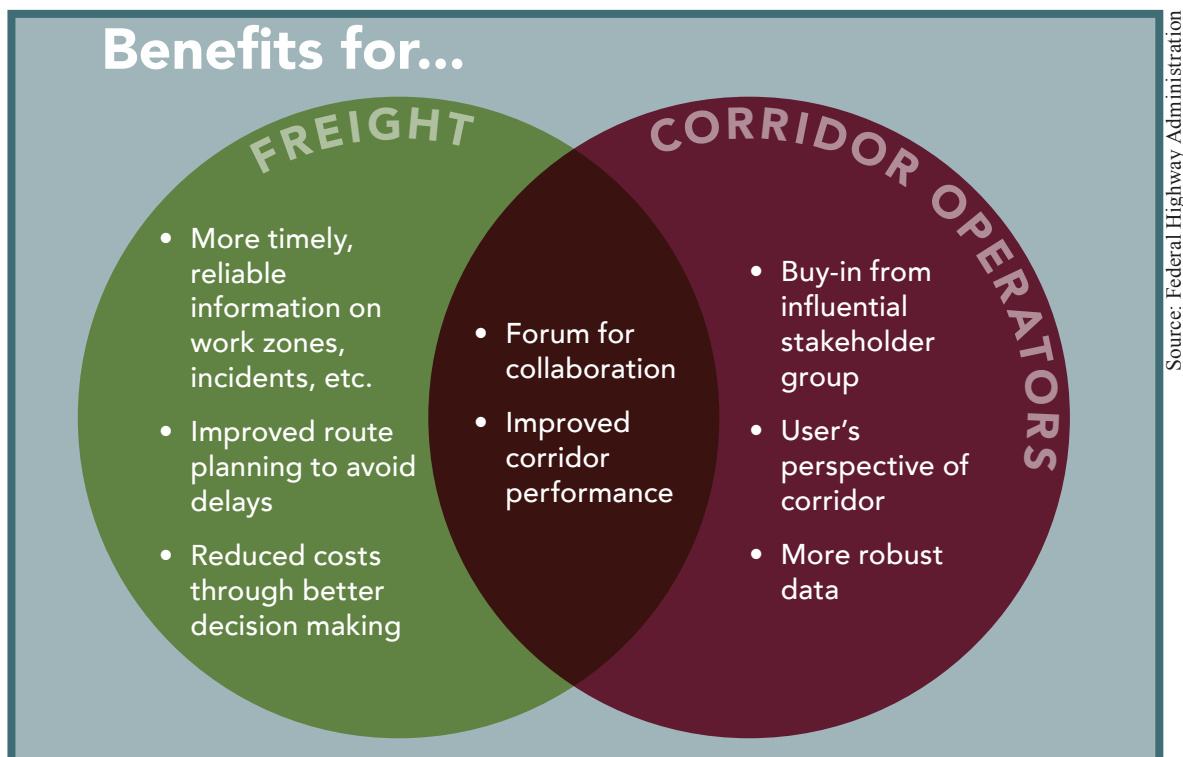 Benefits for...
FREIGHT
• More timely,
reliable
information on
work zones,
incidents, etc.
• Improved route
planning to avoid
delays
• Reduced costs
through better
decision making
• Forum for
collaboration
• Improved
corridor
performance
CORRIDOR OPERATORS
• Buy-in from
influential
stakeholder
group
• User's
perspective of
corridor
• More robust
data
Source: Federal Highway Administration